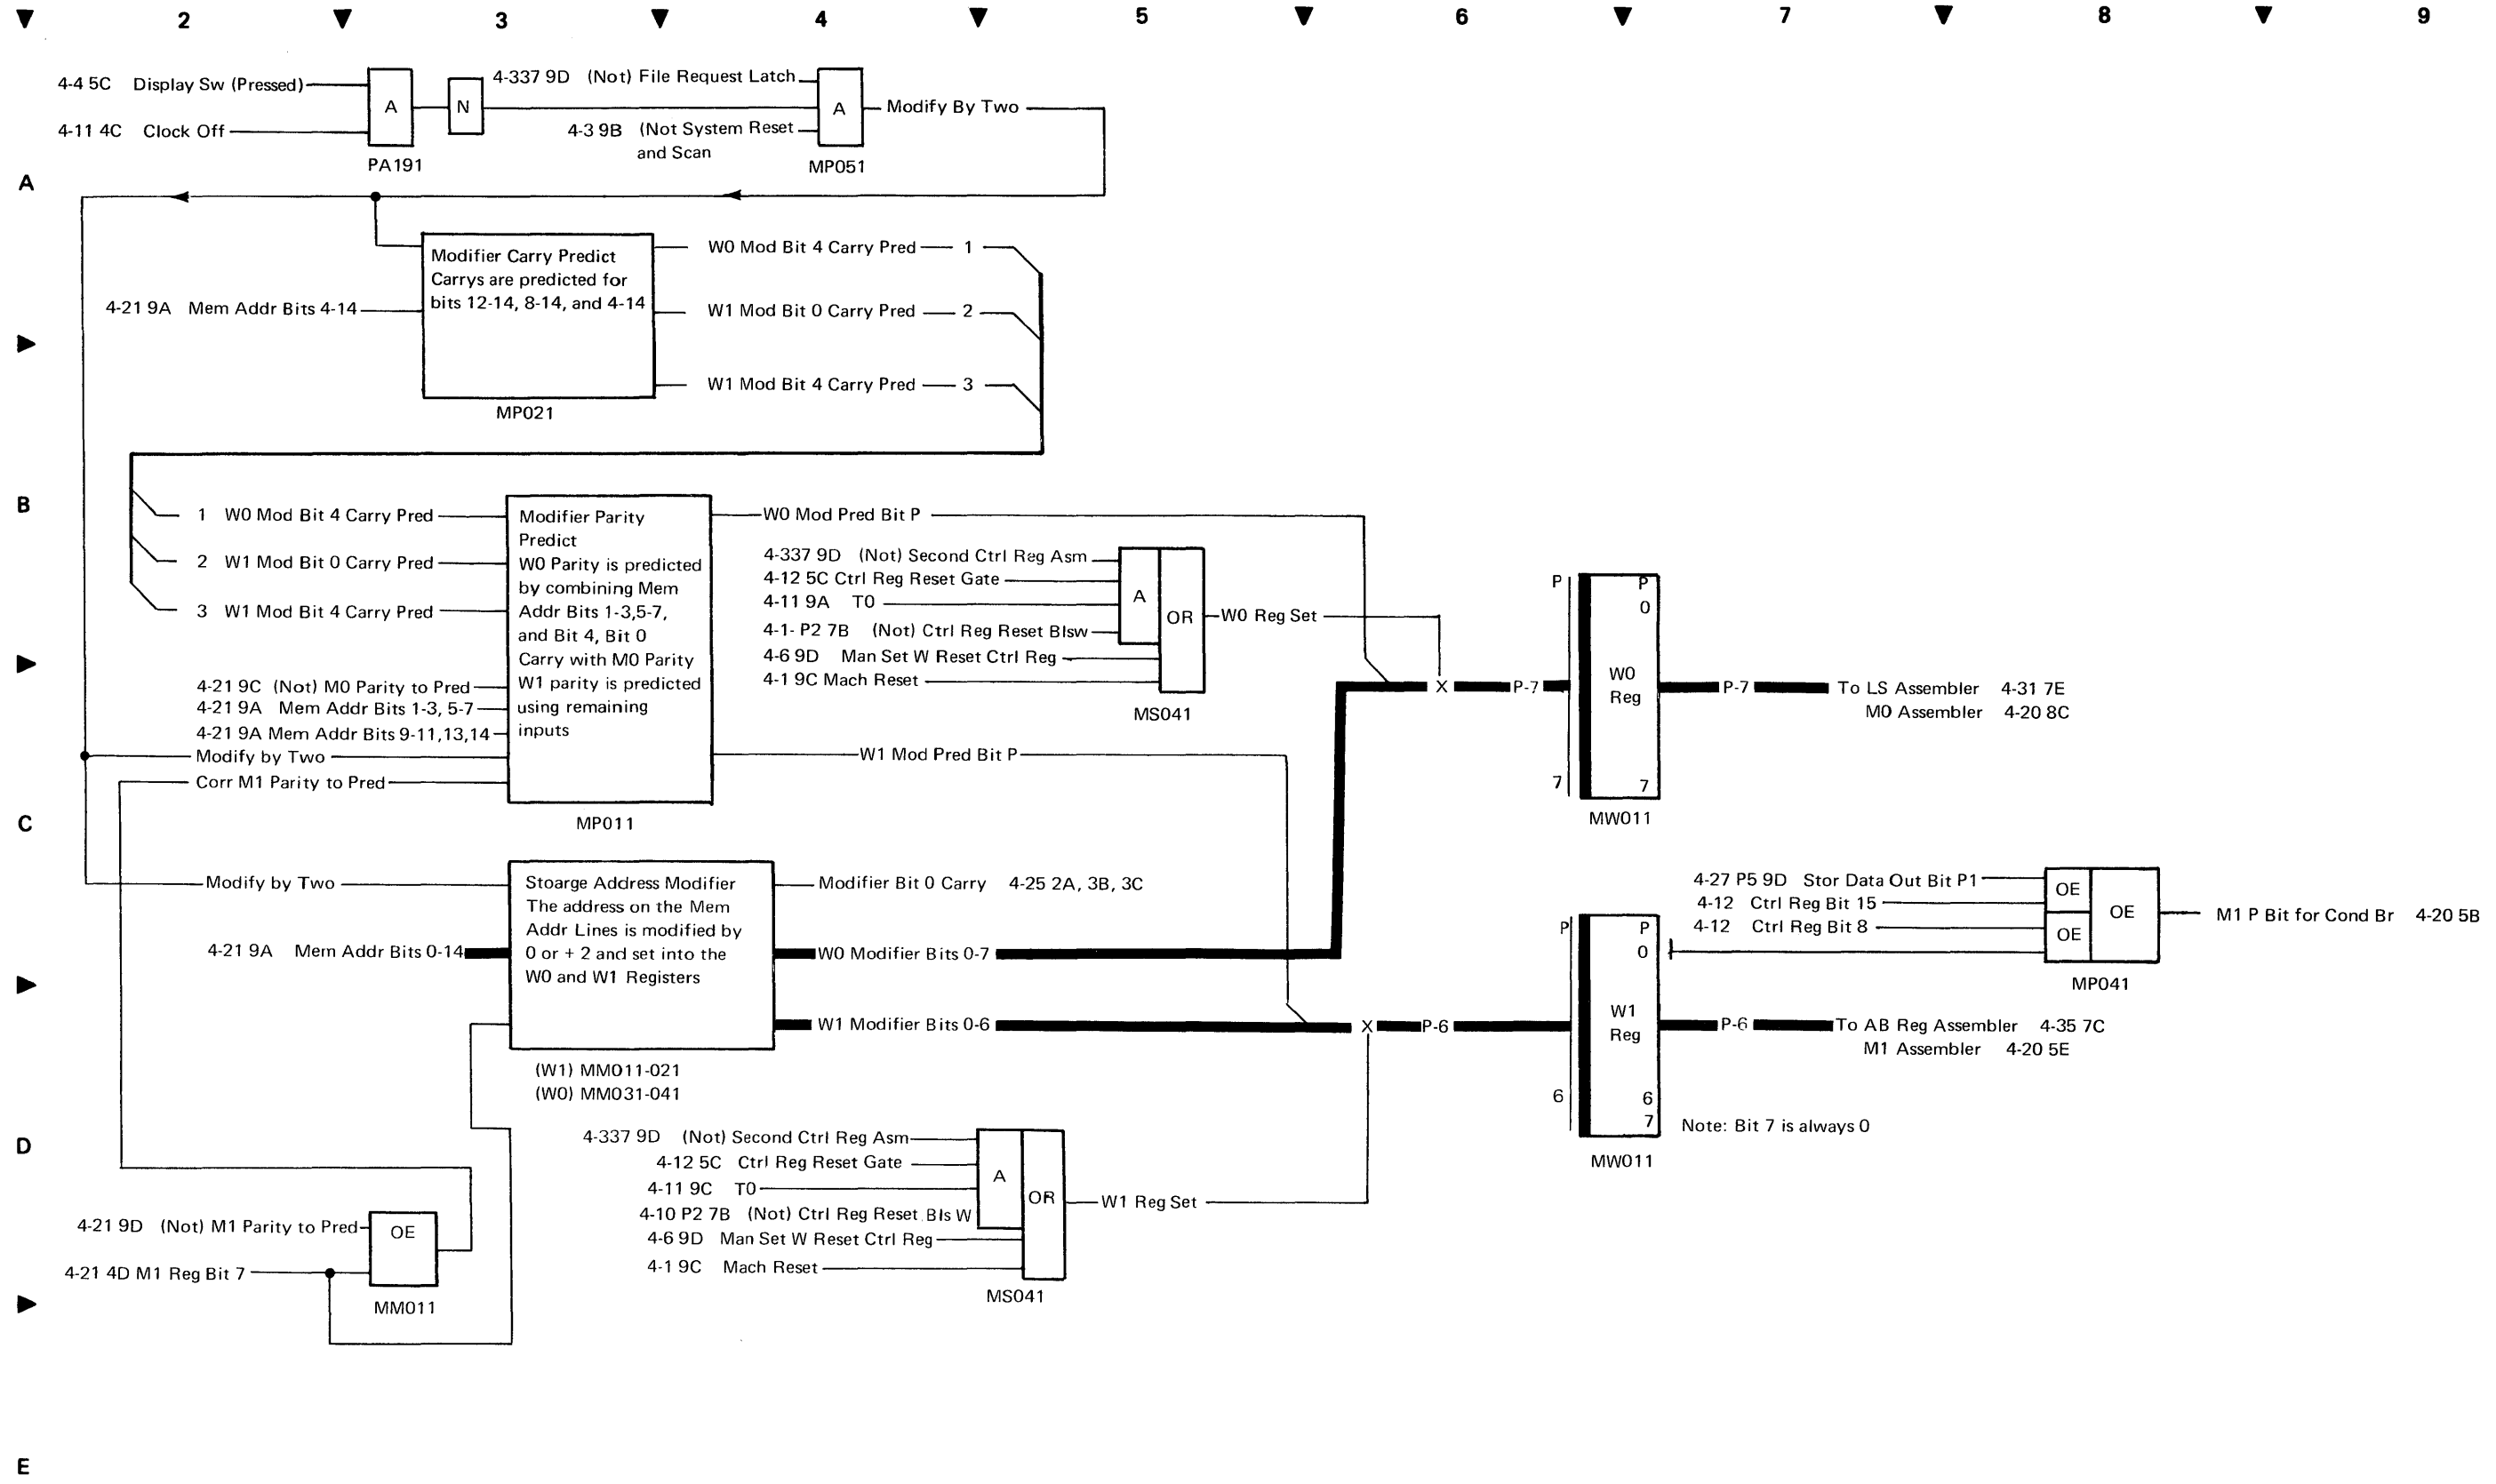 2 3 4 5 6 7 8 9
4-4 5C Display Sw (Pressed)
4-11 4C Clock Off
A
PA191
N
4-337 9D (Not) File Request Latch
4-3 9B (Not System Reset
and Scan
A
MP051
Modify By Two
A
Modifier Carry Predict
Carrys are predicted for
bits 12-14, 8-14, and 4-14
4-21 9A Mem Addr Bits 4-14
MP021
W0 Mod Bit 4 Carry Pred 1
W1 Mod Bit 0 Carry Pred 2
W1 Mod Bit 4 Carry Pred 3
B
1 W0 Mod Bit 4 Carry Pred
2 W1 Mod Bit 0 Carry Pred
3 W1 Mod Bit 4 Carry Pred
4-21 9C (Not) M0 Parity to Pred
4-21 9A Mem Addr Bits 1-3, 5-7
4-21 9A Mem Addr Bits 9-11,13,14
Modify by Two
Corr M1 Parity to Pred
Modifier Parity
Predict
W0 Parity is predicted
by combining Mem
Addr Bits 1-3,5-7,
and Bit 4, Bit 0
Carry with M0 Parity
W1 parity is predicted
using remaining
inputs
MP011
W0 Mod Pred Bit P
4-337 9D (Not) Second Ctrl Reg Asm
4-12 5C Ctrl Reg Reset Gate
4-11 9A T0
4-1- P2 7B (Not) Ctrl Reg Reset Blsw
4-6 9D Man Set W Reset Ctrl Reg
4-1 9C Mach Reset
A
OR
MS041
W0 Reg Set
W1 Mod Pred Bit P
X
P-7
P
7
P
0
W0
Reg
7
MW011
P-7
To LS Assembler 4-31 7E
M0 Assembler 4-20 8C
C
Modify by Two
4-21 9A Mem Addr Bits 0-14
Stoarge Address Modifier
The address on the Mem
Addr Lines is modified by
0 or + 2 and set into the
W0 and W1 Registers
(W1) MM011-021
(W0) MM031-041
Modifier Bit 0 Carry 4-25 2A, 3B, 3C
W0 Modifier Bits 0-7
W1 Modifier Bits 0-6
X
P-6
P
6
P
0
W1
Reg
6
7
MW011
Note: Bit 7 is always 0
4-27 P5 9D Stor Data Out Bit P1
4-12 Ctrl Reg Bit 15
4-12 Ctrl Reg Bit 8
OE
OE
OE
MP041
M1 P Bit for Cond Br 4-20 5B
P-6
To AB Reg Assembler 4-35 7C
M1 Assembler 4-20 5E
D
4-21 9D (Not) M1 Parity to Pred
4-21 4D M1 Reg Bit 7
OE
MM011
4-337 9D (Not) Second Ctrl Reg Asm
4-12 5C Ctrl Reg Reset Gate
4-11 9C T0
4-10 P2 7B (Not) Ctrl Reg Reset Bls W
4-6 9D Man Set W Reset Ctrl Reg
4-1 9C Mach Reset
A
OR
MS041
W1 Reg Set
E